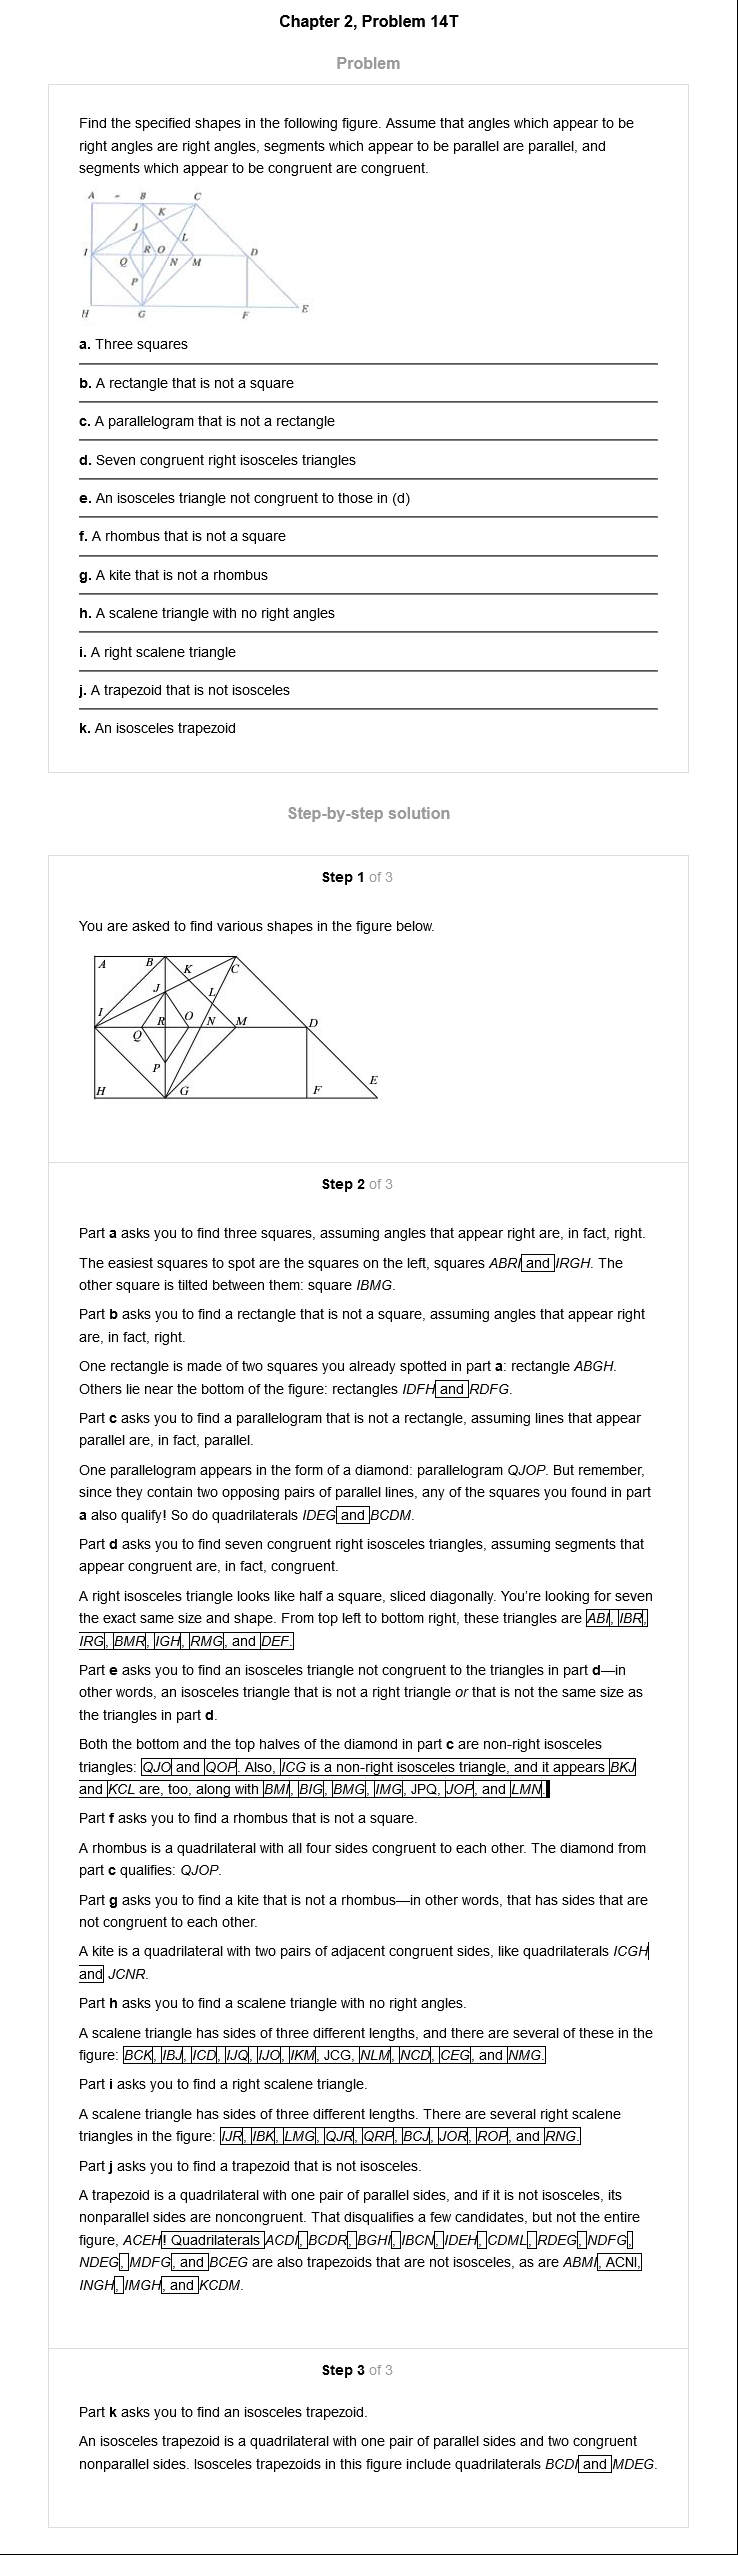 Chapter 2, Problem 14T
Problem
Find the specified shapes in the following figure. Assume that angles which appear to be
right angles are right angles, segments which appear to be parallel are parallel, and
segments which appear to be congruent are congruent.
A - B C
K
J
L
I R O D
Q N M
P
H G F E
a. Three squares
b. A rectangle that is not a square
c. A parallelogram that is not a rectangle
d. Seven congruent right isosceles triangles
e. An isosceles triangle not congruent to those in (d)
f. A rhombus that is not a square
g. A kite that is not a rhombus
h. A scalene triangle with no right angles
i. A right scalene triangle
j. A trapezoid that is not isosceles
k. An isosceles trapezoid
Step-by-step solution
Step 1 of 3
You are asked to find various shapes in the figure below.
A B K C
J
L
I R O N M D
Q
P
H G F E
Step 2 of 3
Part a asks you to find three squares, assuming angles that appear right are, in fact, right.
The easiest squares to spot are the squares on the left, squares ABRI and IRGH. The
other square is tilted between them: square IBMG.
Part b asks you to find a rectangle that is not a square, assuming angles that appear right
are, in fact, right.
One rectangle is made of two squares you already spotted in part a: rectangle ABGH.
Others lie near the bottom of the figure: rectangles IDFH and RDFG.
Part c asks you to find a parallelogram that is not a rectangle, assuming lines that appear
parallel are, in fact, parallel.
One parallelogram appears in the form of a diamond: parallelogram QJOP. But remember,
since they contain two opposing pairs of parallel lines, any of the squares you found in part
a also qualify! So do quadrilaterals IDEG and BCDM.
Part d asks you to find seven congruent right isosceles triangles, assuming segments that
appear congruent are, in fact, congruent.
A right isosceles triangle looks like half a square, sliced diagonally. You're looking for seven
the exact same size and shape. From top left to bottom right, these triangles are ABI, IBR,
IRG, BMR, IGH, RMG, and DEF.
Part e asks you to find an isosceles triangle not congruent to the triangles in part d—in
other words, an isosceles triangle that is not a right triangle or that is not the same size as
the triangles in part d.
Both the bottom and the top halves of the diamond in part c are non-right isosceles
triangles: QJO and QOP. Also, ICG is a non-right isosceles triangle, and it appears BKJ
and KCL are, too, along with BMI, BIG, BMG, IMG, JPQ, JOP, and LMN.
Part f asks you to find a rhombus that is not a square.
A rhombus is a quadrilateral with all four sides congruent to each other. The diamond from
part c qualifies: QJOP.
Part g asks you to find a kite that is not a rhombus—in other words, that has sides that are
not congruent to each other.
A kite is a quadrilateral with two pairs of adjacent congruent sides, like quadrilaterals ICGH
and JCNR.
Part h asks you to find a scalene triangle with no right angles.
A scalene triangle has sides of three different lengths, and there are several of these in the
figure: BCK, IBJ, ICD, IJQ, IJO, IKM, JCG, NLM, NCD, CEG, and NMG.
Part i asks you to find a right scalene triangle.
A scalene triangle has sides of three different lengths. There are several right scalene
triangles in the figure: IJR, IBK, LMG, QJR, QRP, BCJ, JOR, ROP, and RNG.
Part j asks you to find a trapezoid that is not isosceles.
A trapezoid is a quadrilateral with one pair of parallel sides, and if it is not isosceles, its
nonparallel sides are noncongruent. That disqualifies a few candidates, but not the entire
figure, ACEH! Quadrilaterals ACDI, BCDR, BGHI, IBCN, IDEH, CDML, RDEG, NDFG,
NDEG, MDFG, and BCEG are also trapezoids that are not isosceles, as are ABMI, ACNI,
INGH, IMGH, and KCDM.
Step 3 of 3
Part k asks you to find an isosceles trapezoid.
An isosceles trapezoid is a quadrilateral with one pair of parallel sides and two congruent
nonparallel sides. Isosceles trapezoids in this figure include quadrilaterals BCDI and MDEG.